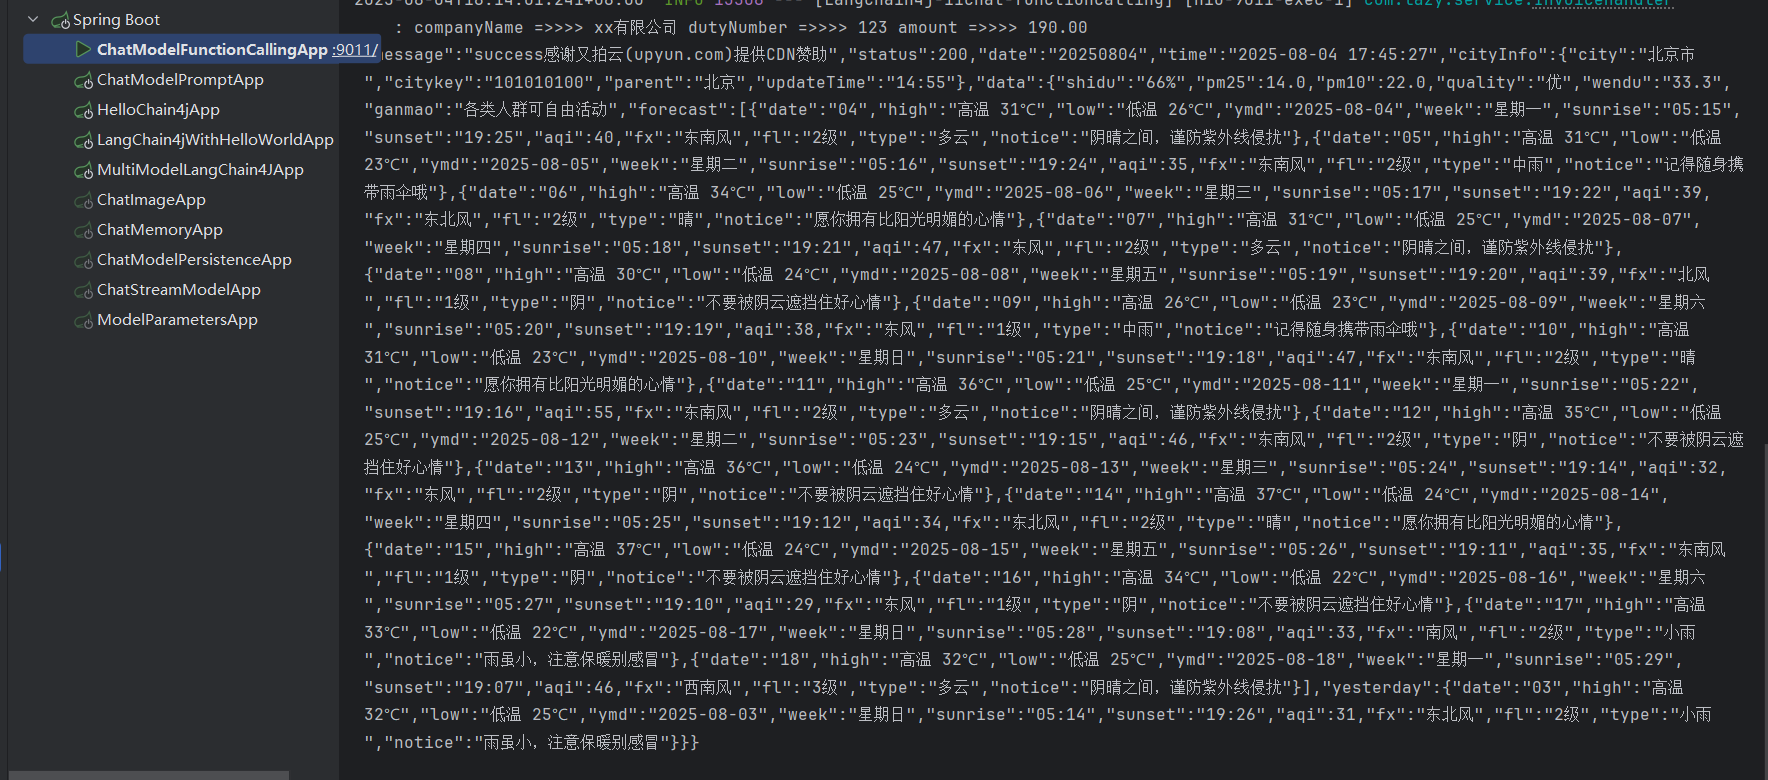 Spring Boot
ChatModelFunctionCallingApp :9011/
ChatModelPromptApp
HelloChain4jApp
LangChain4jWithHelloWorldApp
MultiModelLangChain4JApp
ChatImageApp
ChatMemoryApp
ChatModelPersistenceApp
ChatStreamModelApp
ModelParametersApp
: companyName =>>>> xx有限公司 dutyNumber =>>>> 123 amount =>>>> 190.00
message":"success感谢又拍云(upyun.com)提供CDN赞助","status":200,"date":"20250804","time":"2025-08-04 17:45:27","cityInfo":{"city":"北京市
","citykey":"101010100","parent":"北京","updateTime":"14:55"},"data":{"shidu":"66%","pm25":14.0,"pm10":22.0,"quality":"优","wendu":"33.3",
"ganmao":"各类人群可自由活动","forecast":[{"date":"04","high":"高温 31℃","low":"低温 26℃","ymd":"2025-08-04","week":"星期一","sunrise":"05:15",
"sunset":"19:25","aqi":40,"fx":"东南风","fl":"2级","type":"多云","notice":"阴晴之间，谨防紫外线侵扰"},{"date":"05","high":"高温 31℃","low":"低温
23℃","ymd":"2025-08-05","week":"星期二","sunrise":"05:16","sunset":"19:24","aqi":35,"fx":"东南风","fl":"2级","type":"中雨","notice":"记得随身携
带雨伞哦"},{"date":"06","high":"高温 34℃","low":"低温 25℃","ymd":"2025-08-06","week":"星期三","sunrise":"05:17","sunset":"19:22","aqi":39,
"fx":"东北风","fl":"2级","type":"晴","notice":"愿你拥有比阳光明媚的心情"},{"date":"07","high":"高温 31℃","low":"低温 25℃","ymd":"2025-08-07",
"week":"星期四","sunrise":"05:18","sunset":"19:21","aqi":47,"fx":"东风","fl":"2级","type":"多云","notice":"阴晴之间，谨防紫外线侵扰"},
{"date":"08","high":"高温 30℃","low":"低温 24℃","ymd":"2025-08-08","week":"星期五","sunrise":"05:19","sunset":"19:20","aqi":39,"fx":"北风
","fl":"1级","type":"阴","notice":"不要被阴云遮挡住好心情"},{"date":"09","high":"高温 26℃","low":"低温 23℃","ymd":"2025-08-09","week":"星期六
","sunrise":"05:20","sunset":"19:19","aqi":38,"fx":"东风","fl":"1级","type":"中雨","notice":"记得随身携带雨伞哦"},{"date":"10","high":"高温
31℃","low":"低温 23℃","ymd":"2025-08-10","week":"星期日","sunrise":"05:21","sunset":"19:18","aqi":47,"fx":"东南风","fl":"2级","type":"晴
","notice":"愿你拥有比阳光明媚的心情"},{"date":"11","high":"高温 36℃","low":"低温 25℃","ymd":"2025-08-11","week":"星期一","sunrise":"05:22",
"sunset":"19:16","aqi":55,"fx":"东南风","fl":"2级","type":"多云","notice":"阴晴之间，谨防紫外线侵扰"},{"date":"12","high":"高温 35℃","low":"低温
25℃","ymd":"2025-08-12","week":"星期二","sunrise":"05:23","sunset":"19:15","aqi":46,"fx":"东南风","fl":"2级","type":"阴","notice":"不要被阴云遮
挡住好心情"},{"date":"13","high":"高温 36℃","low":"低温 24℃","ymd":"2025-08-13","week":"星期三","sunrise":"05:24","sunset":"19:14","aqi":32,
"fx":"东风","fl":"2级","type":"阴","notice":"不要被阴云遮挡住好心情"},{"date":"14","high":"高温 37℃","low":"低温 24℃","ymd":"2025-08-14",
"week":"星期四","sunrise":"05:25","sunset":"19:12","aqi":34,"fx":"东北风","fl":"2级","type":"晴","notice":"愿你拥有比阳光明媚的心情"},
{"date":"15","high":"高温 37℃","low":"低温 24℃","ymd":"2025-08-15","week":"星期五","sunrise":"05:26","sunset":"19:11","aqi":35,"fx":"东南风
","fl":"1级","type":"阴","notice":"不要被阴云遮挡住好心情"},{"date":"16","high":"高温 34℃","low":"低温 22℃","ymd":"2025-08-16","week":"星期六
","sunrise":"05:27","sunset":"19:10","aqi":29,"fx":"东风","fl":"1级","type":"阴","notice":"不要被阴云遮挡住好心情"},{"date":"17","high":"高温
33℃","low":"低温 22℃","ymd":"2025-08-17","week":"星期日","sunrise":"05:28","sunset":"19:08","aqi":33,"fx":"南风","fl":"2级","type":"小雨
","notice":"雨虽小，注意保暖别感冒"},{"date":"18","high":"高温 32℃","low":"低温 25℃","ymd":"2025-08-18","week":"星期一","sunrise":"05:29",
"sunset":"19:07","aqi":46,"fx":"西南风","fl":"3级","type":"多云","notice":"阴晴之间，谨防紫外线侵扰"}],"yesterday":{"date":"03","high":"高温
32℃","low":"低温 25℃","ymd":"2025-08-03","week":"星期日","sunrise":"05:14","sunset":"19:26","aqi":31,"fx":"东北风","fl":"2级","type":"小雨
","notice":"雨虽小，注意保暖别感冒"}}}